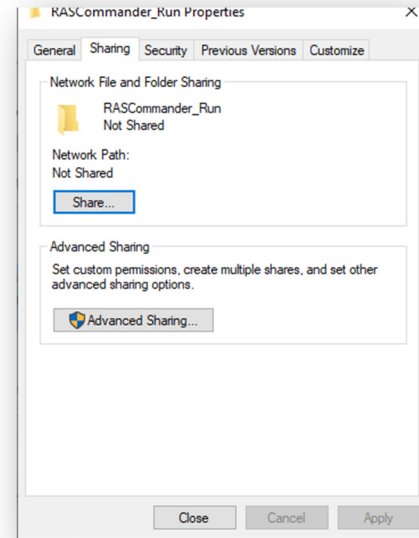 RASCommander_Run Properties
General Sharing Security Previous Versions Customize
Network File and Folder Sharing
RASCommander_Run
Not Shared
Network Path:
Not Shared
Share...
Advanced Sharing
Set custom permissions, create multiple shares, and set other
advanced sharing options.
Advanced Sharing...
Close Cancel Apply